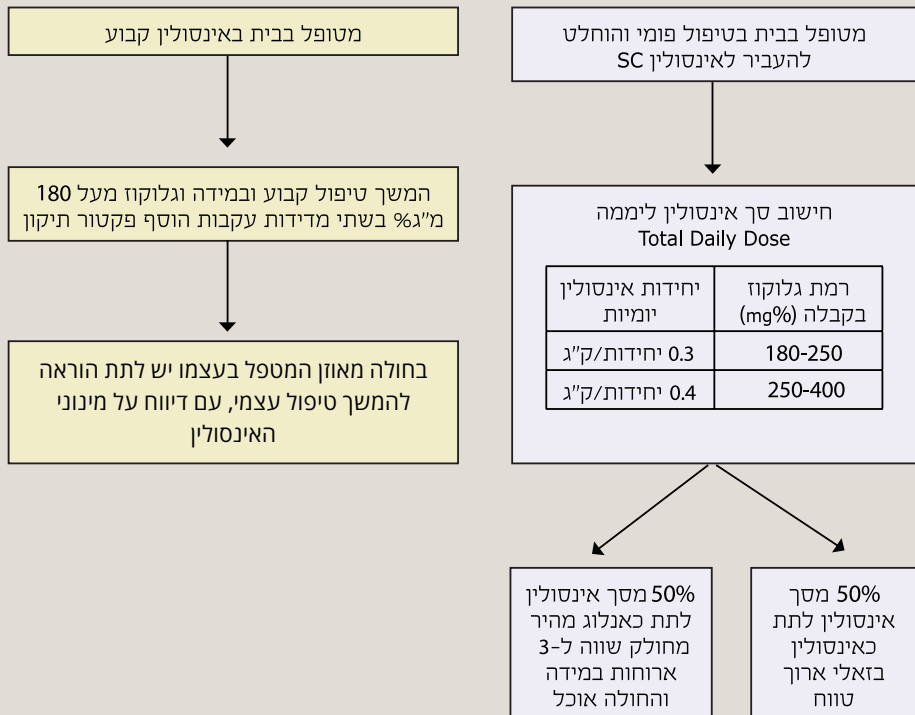 מטופל בבית בטיפול פומי והוחלט
להעביר לאינסולין SC
חישוב סך אינסולין ליממה
Total Daily Dose
רמת גלוקוז
בקבלה (mg%)
יחידות אינסולין
יומיות
180-250
0.3 יחידות/ק"ג
250-400
0.4 יחידות/ק"ג
50% מסך
אינסולין לתת
כאינסולין
בזאלי ארוך
טווח
50% מסך אינסולין
לתת כאנלוג מהיר
מחולק שווה ל-3
ארוחות במידה
והחולה אוכל
מטופל בבית באינסולין קבוע
המשך טיפול קבוע ובמידה וגלוקוז מעל 180
מ"ג% בשתי מדידות עקבות הוסף פקטור תיקון
בחולה מאוזן המטפל בעצמו יש לתת הוראה
להמשך טיפול עצמי, עם דיווח על מינוני
האינסולין